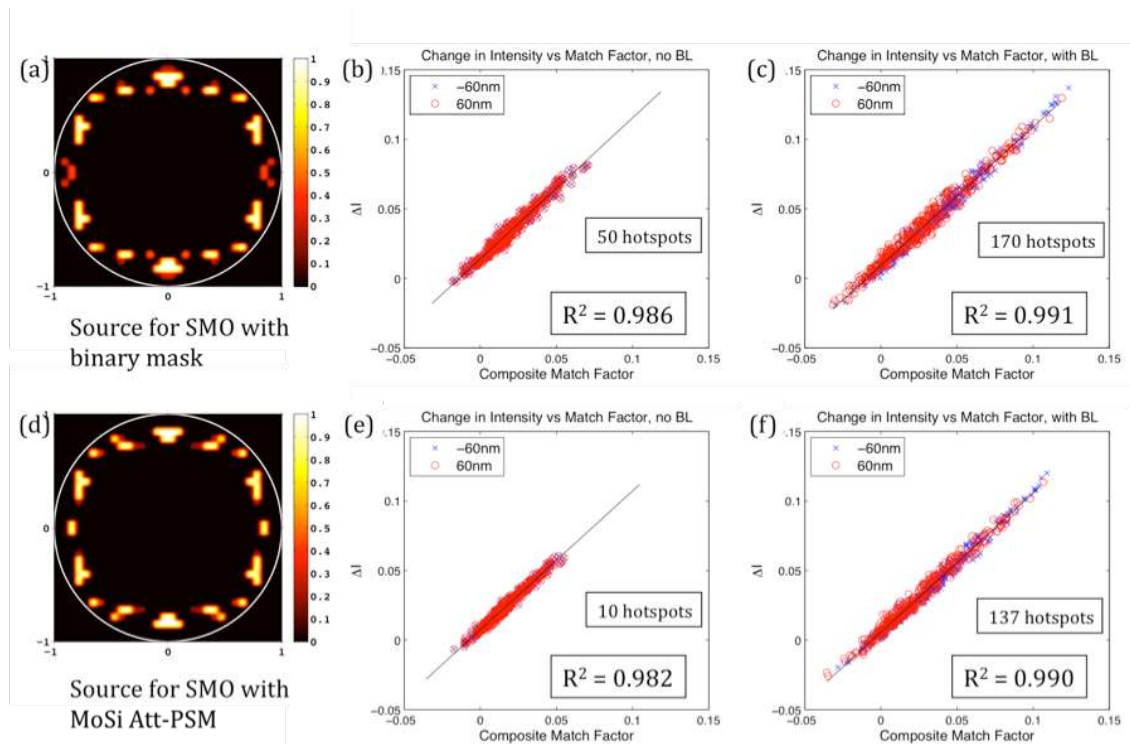 (a)
1
0
-1
-1
0
1
1
0.9
0.8
0.7
0.6
0.5
0.4
0.3
0.2
0.1
0
Source for SMO with
binary mask
(b)
Change in Intensity vs Match Factor, no BL
0.15
0.1
0.05
0
-0.05
ΔI
−60nm
60nm
50 hotspots
R² = 0.986
-0.05
0
0.05
0.1
0.15
Composite Match Factor
(c)
Change in Intensity vs Match Factor, with BL
0.15
0.1
0.05
0
-0.05
ΔI
−60nm
60nm
170 hotspots
R² = 0.991
-0.05
0
0.05
0.1
0.15
Composite Match Factor
(d)
1
0
-1
-1
0
1
1
0.9
0.8
0.7
0.6
0.5
0.4
0.3
0.2
0.1
0
Source for SMO with
MoSi Att-PSM
(e)
Change in Intensity vs Match Factor, no BL
0.15
0.1
0.05
0
-0.05
ΔI
−60nm
60nm
10 hotspots
R² = 0.982
-0.05
0
0.05
0.1
0.15
Composite Match Factor
(f)
Change in Intensity vs Match Factor, with BL
0.15
0.1
0.05
0
-0.05
ΔI
−60nm
60nm
137 hotspots
R² = 0.990
-0.05
0
0.05
0.1
0.15
Composite Match Factor